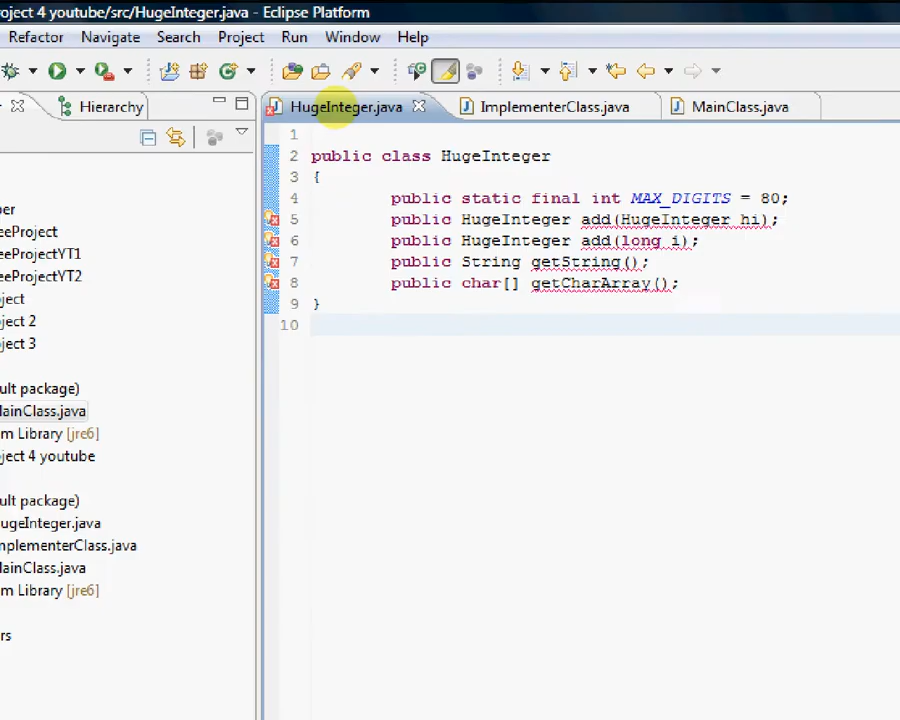 oject 4 youtube/src/HugeInteger.java - Eclipse Platform
Refactor Navigate Search Project Run Window Help
Hierarchy
HugeInteger.java
ImplementerClass.java
MainClass.java
per
eeProject
eeProjectYT1
eeProjectYT2
oject
oject 2
oject 3
ult package)
MainClass.java
m Library [jre6]
oject 4 youtube
ult package)
ugeInteger.java
mplementerClass.java
MainClass.java
m Library [jre6]
rs
1
2 public class HugeInteger
3 {
4 public static final int MAX_DIGITS = 80;
5 public HugeInteger add(HugeInteger hi);
6 public HugeInteger add(long i);
7 public String getString();
8 public char[] getCharArray();
9 }
10